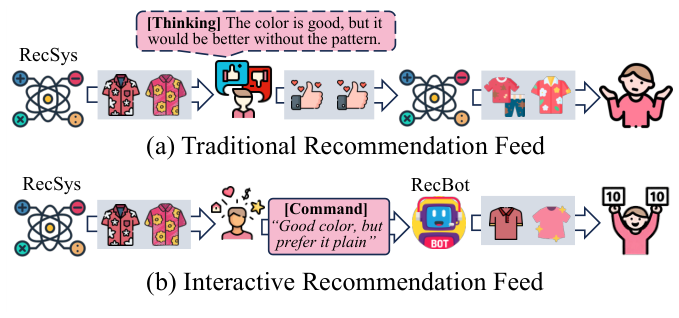 [Thinking] The color is good, but it
would be better without the pattern.
RecSys
(a) Traditional Recommendation Feed
RecSys
RecBot
[Command]
“Good color, but
prefer it plain”
BOT
10 10
(b) Interactive Recommendation Feed